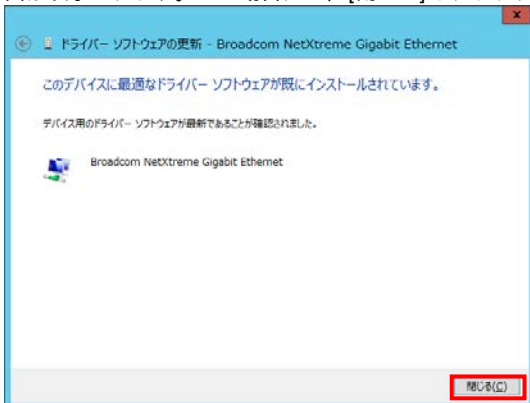 ドライバー ソフトウェアの更新 - Broadcom NetXtreme Gigabit Ethernet
このデバイスに最適なドライバー ソフトウェアが既にインストールされています。
デバイス用のドライバー ソフトウェアが最新であることが確認されました。
Broadcom NetXtreme Gigabit Ethernet
閉じる(C)